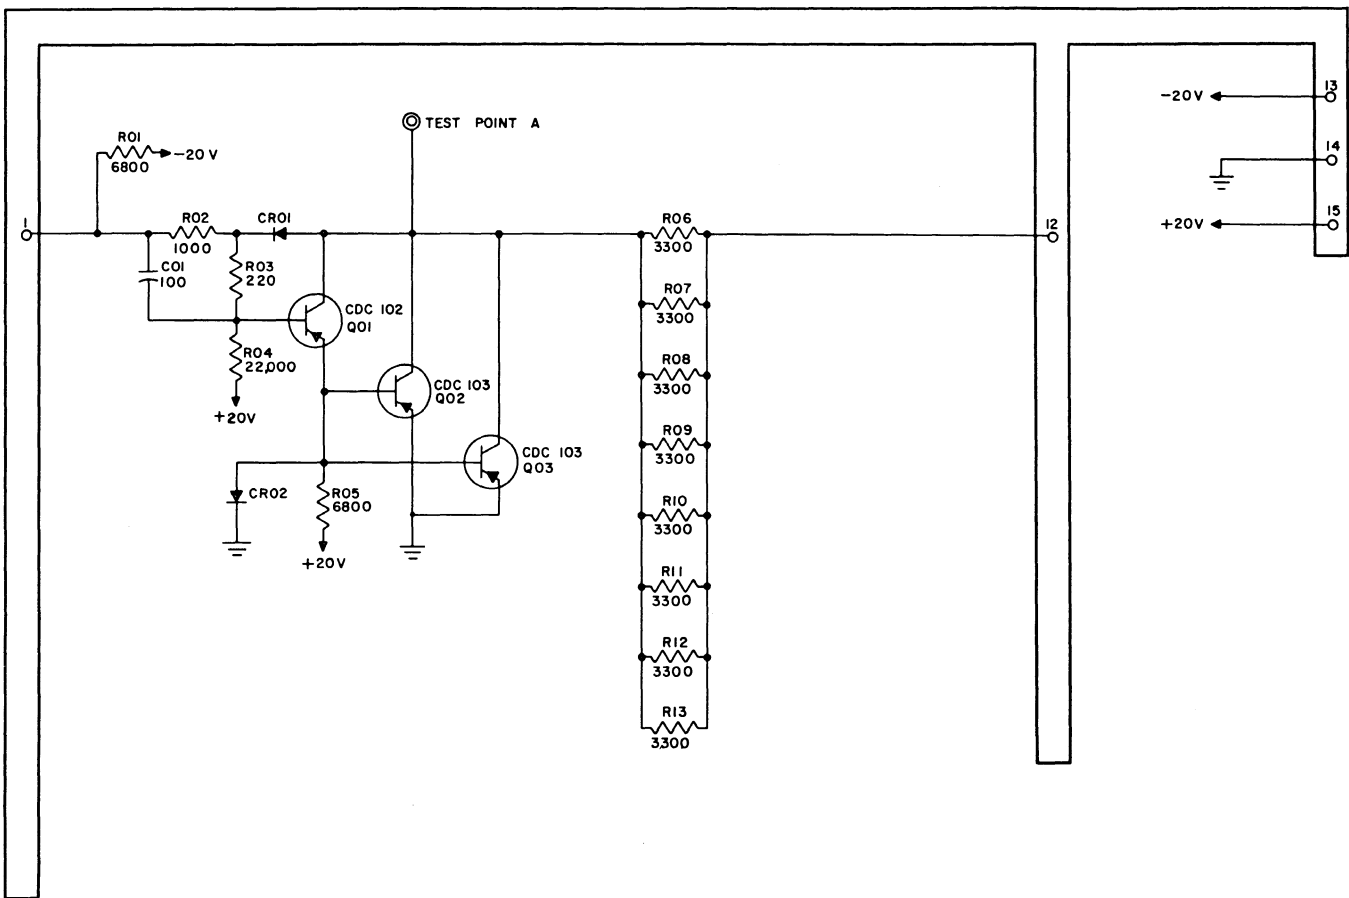 13
-20V
TEST POINT A
R01
-20V
6800
14
1
R02
CR01
R06
12
15
+20V
1000
3300
R03
220
C01
100
R07
3300
CDC 102
Q01
R04
22,000
R08
3300
CDC 103
Q02
+20V
R09
3300
CDC 103
Q03
CR02
R05
6800
R10
3300
+20V
R11
3300
R12
3300
R13
3300